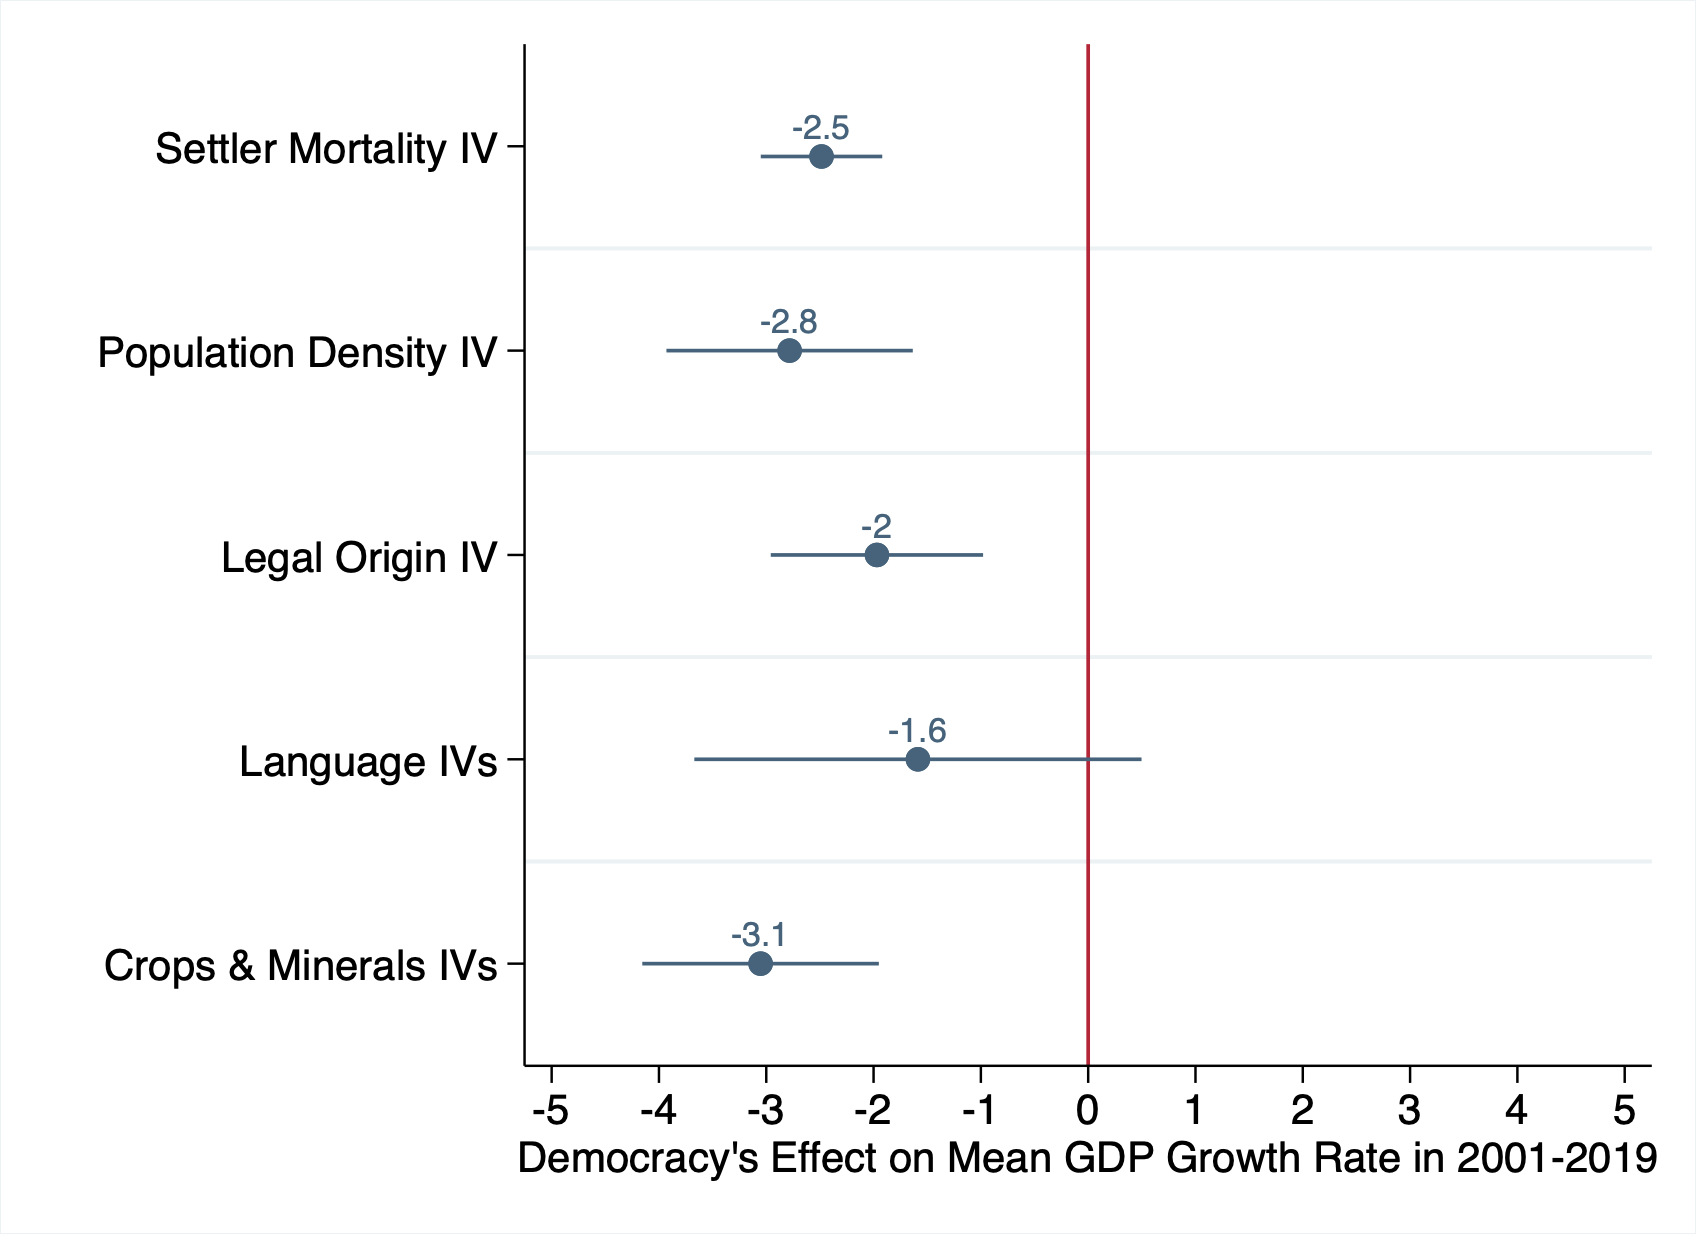 -2.5
Settler Mortality IV
-2.8
Population Density IV
-2
Legal Origin IV
-1.6
Language IVs
-3.1
Crops & Minerals IVs
-5 -4 -3 -2 -1 0 1 2 3 4 5
Democracy's Effect on Mean GDP Growth Rate in 2001-2019